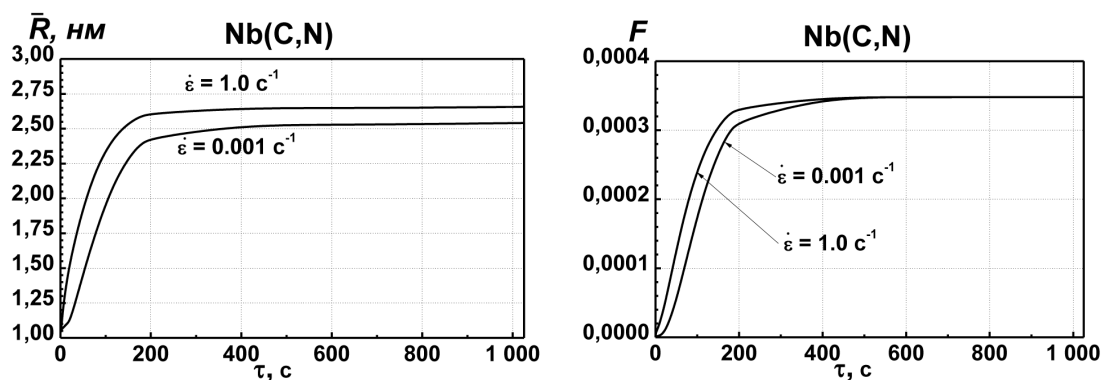 R̄, нм
Nb(C,N)
3,00
2,75
2,50
2,25
2,00
1,75
1,50
1,25
1,00
ε̇ = 1.0 c⁻¹
ε̇ = 0.001 c⁻¹
0 200 400 600 800 1 000
τ, c
F
Nb(C,N)
0,0004
0,0003
0,0002
0,0001
0,0000
ε̇ = 0.001 c⁻¹
ε̇ = 1.0 c⁻¹
0 200 400 600 800 1 000
τ, c